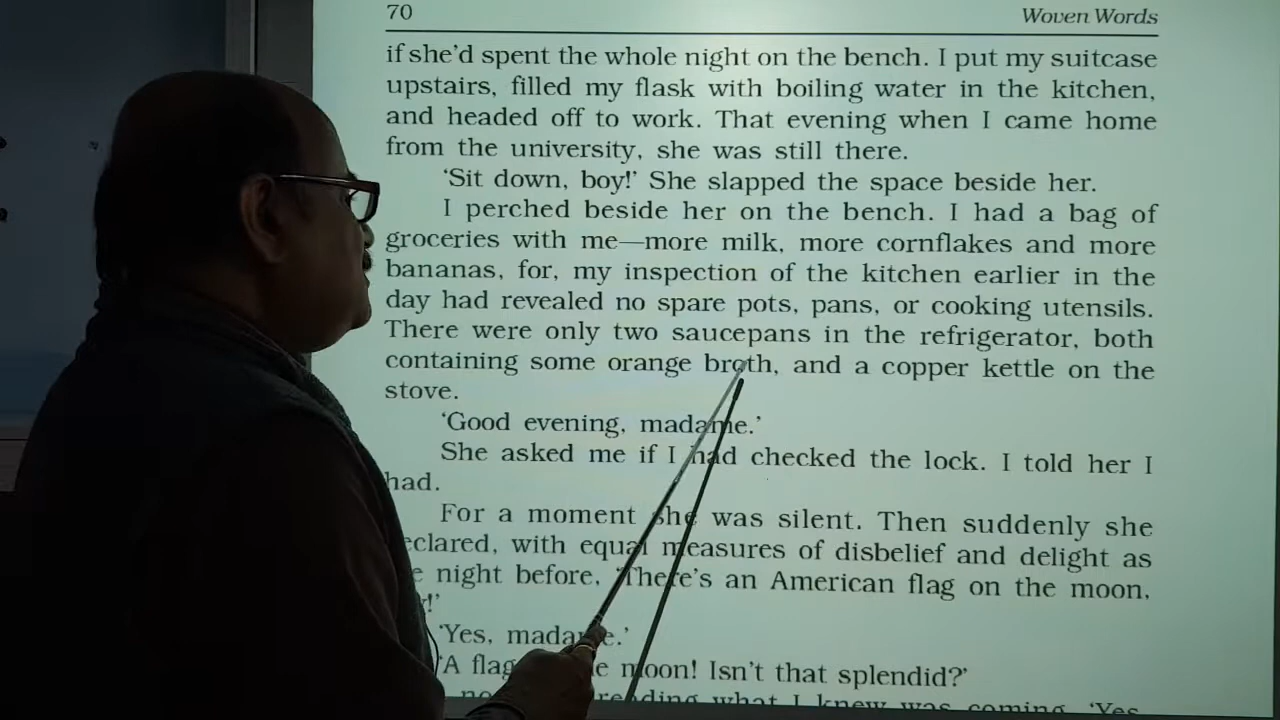 70 Woven Words
if she'd spent the whole night on the bench. I put my suitcase
upstairs, filled my flask with boiling water in the kitchen,
and headed off to work. That evening when I came home
from the university, she was still there.
‘Sit down, boy!’ She slapped the space beside her.
I perched beside her on the bench. I had a bag of
groceries with me—more milk, more cornflakes and more
bananas, for, my inspection of the kitchen earlier in the
day had revealed no spare pots, pans, or cooking utensils.
There were only two saucepans in the refrigerator, both
containing some orange broth, and a copper kettle on the
stove.
‘Good evening, madame.’
She asked me if I had checked the lock. I told her I
had.
For a moment she was silent. Then suddenly she
eclared, with equal measures of disbelief and delight as
e night before, ‘There's an American flag on the moon,
y!’
‘Yes, madame.’
‘A flag e moon! Isn't that splendid?’
what I knew was coming. ‘Yes